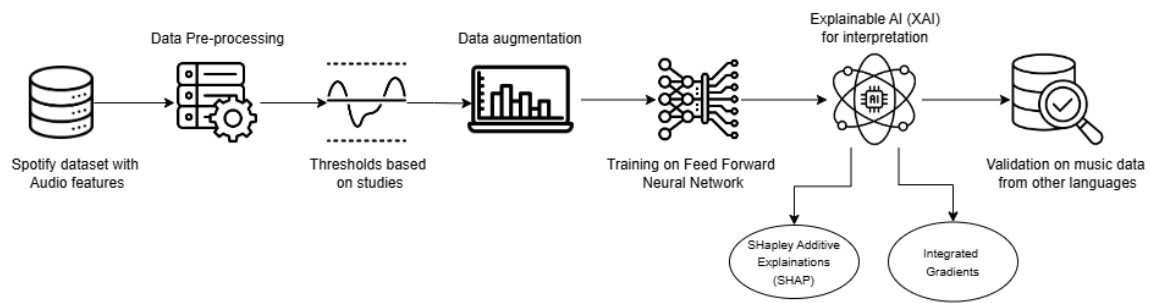 Spotify dataset with
Audio features
Data Pre-processing
Thresholds based
on studies
Data augmentation
Training on Feed Forward
Neural Network
Explainable AI (XAI)
for interpretation
AI
SHapley Additive
Explainations
(SHAP)
Integrated
Gradients
Validation on music data
from other languages